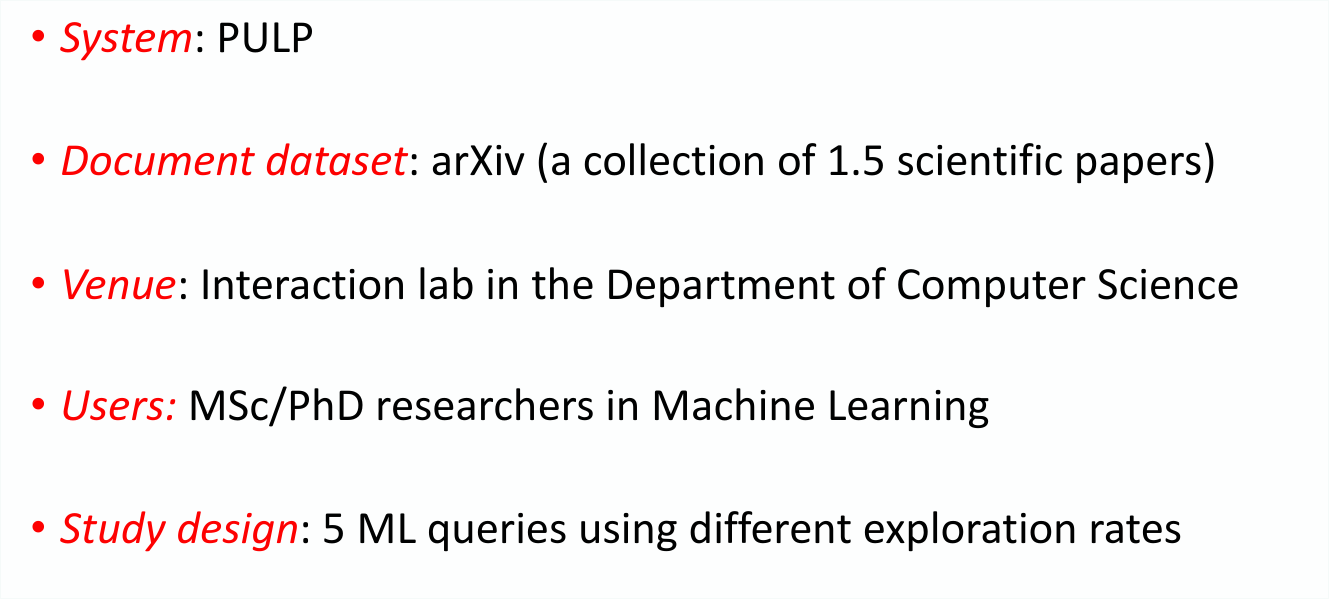 • System: PULP
• Document dataset: arXiv (a collection of 1.5 scientific papers)
• Venue: Interaction lab in the Department of Computer Science
• Users: MSc/PhD researchers in Machine Learning
• Study design: 5 ML queries using different exploration rates